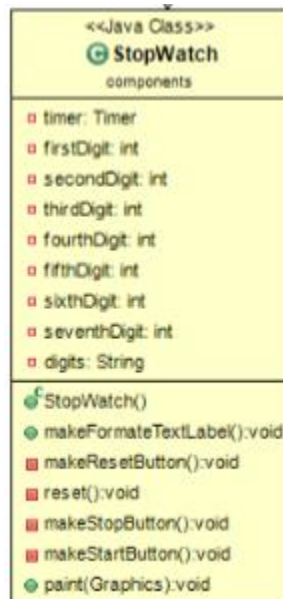 <<Java Class>>
StopWatch
components
timer: Timer
firstDigit: int
secondDigit: int
thirdDigit: int
fourthDigit: int
fifthDigit: int
sixthDigit: int
seventhDigit: int
digits: String
StopWatch()
makeFormateTextLabel():void
makeResetButton():void
reset():void
makeStopButton():void
makeStartButton():void
paint(Graphics):void